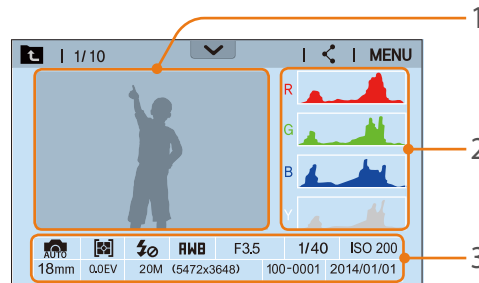 1
1/10
MENU
R
G
2
B
Y
AUTO AWB F3.5 1/40 ISO 200
3
18mm 0.0EV 20M (5472x3648) 100-0001 2014/01/01